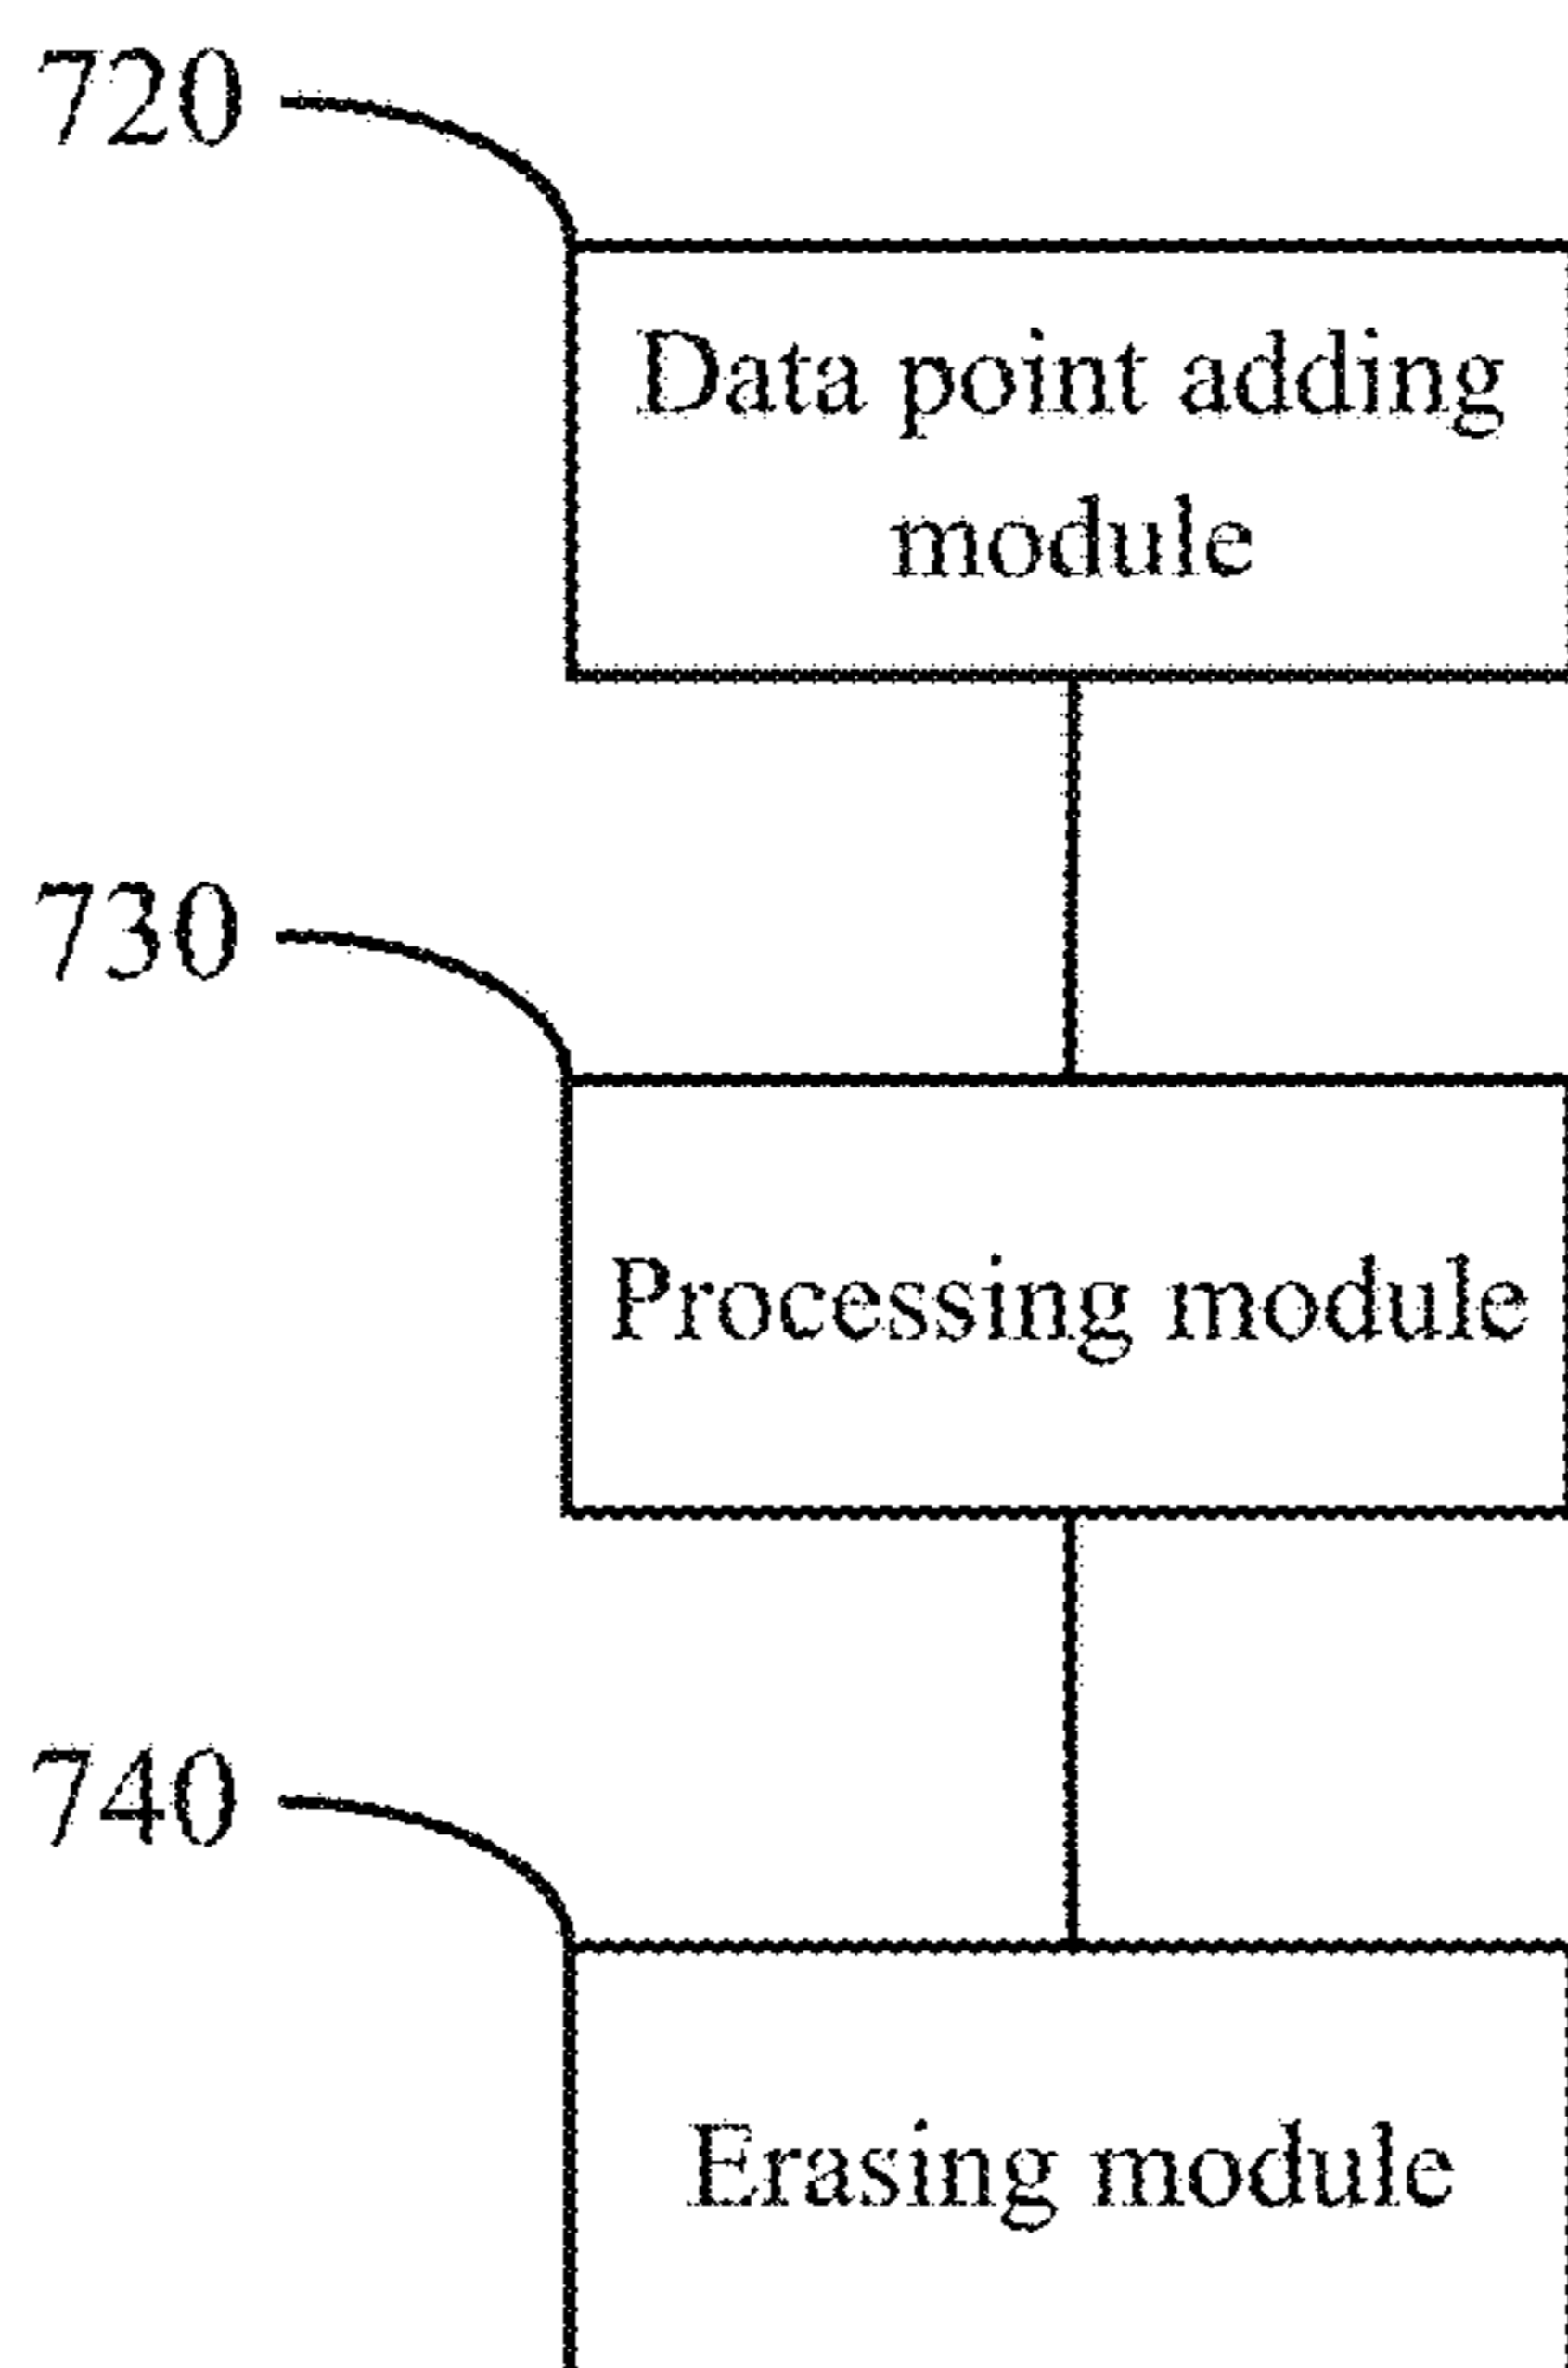 720
Data point adding
module
730
Processing module
740
Erasing module